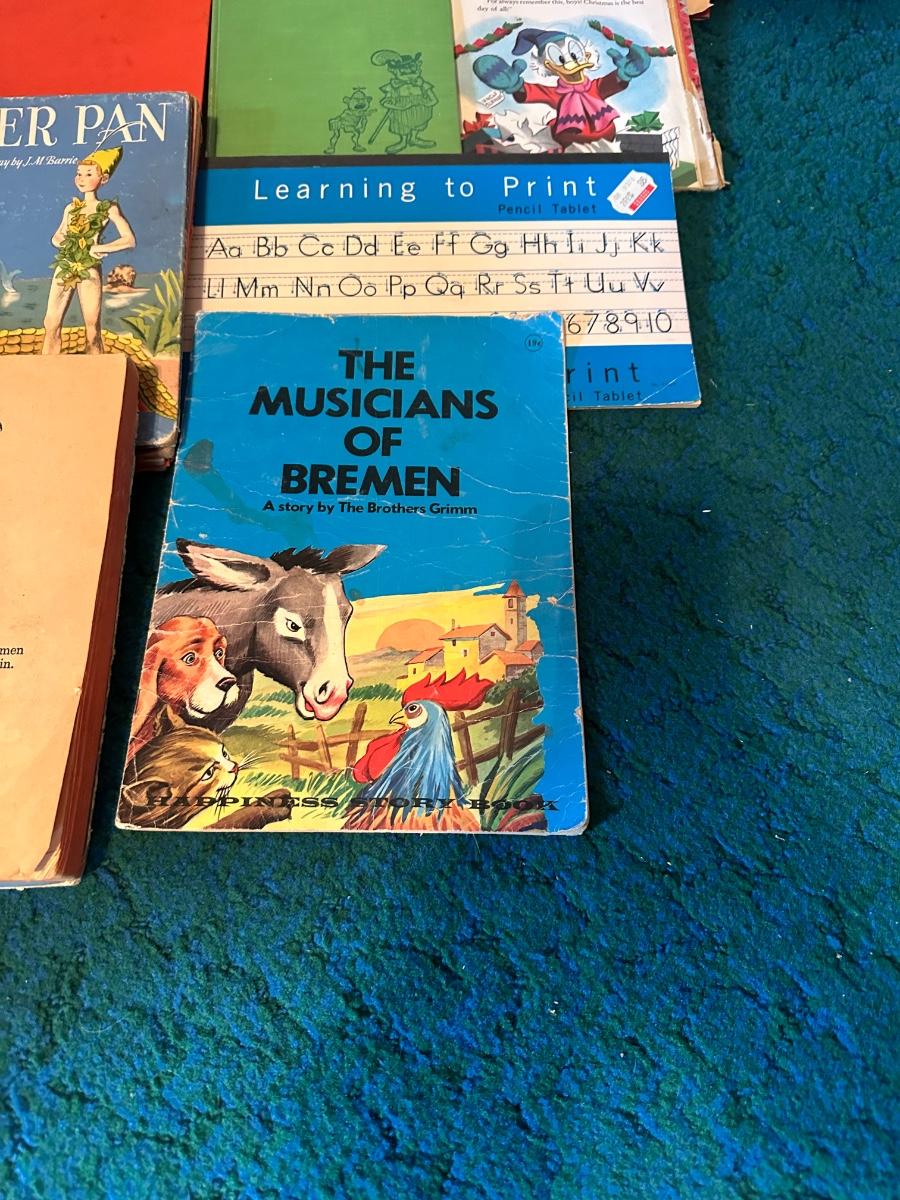 "For always remember this, boys! Christmas is the best
day of all!"
ER PAN
by J. M. Barrie
Learning to Print
Pencil Tablet
Aa Bb Cc Dd Ee Ff Gg Hh Ii Jj Kk
Ll Mm Nn Oo Pp Qq Rr Ss Tt Uu Vv
678910
rint
cil Tablet
19¢
THE
MUSICIANS
OF
BREMEN
A story by The Brothers Grimm
HAPPINESS STORY BOOK
men
in.